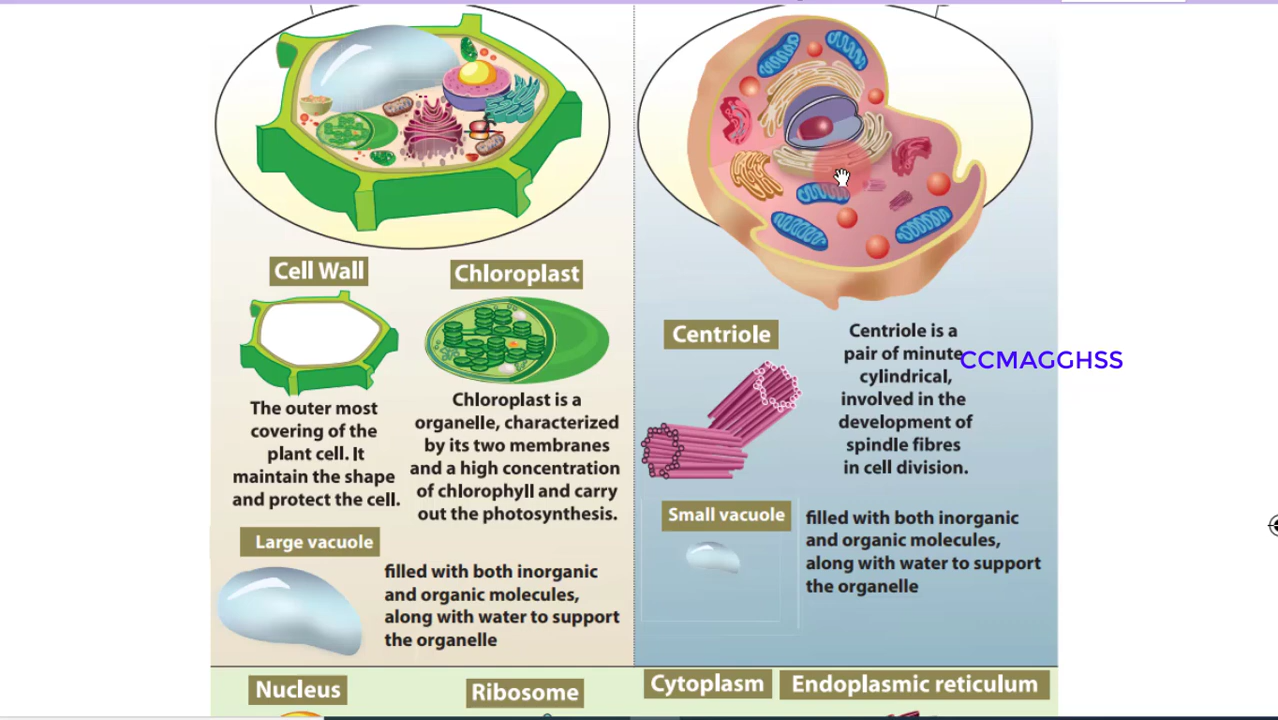 Cell Wall
The outer most
covering of the
plant cell. It
maintain the shape
and protect the cell.
Chloroplast
Chloroplast is a
organelle, characterized
by its two membranes
and a high concentration
of chlorophyll and carry
out the photosynthesis.
Large vacuole
filled with both inorganic
and organic molecules,
along with water to support
the organelle
Centriole
Centriole is a
pair of minute
cylindrical,
involved in the
development of
spindle fibres
in cell division.
CCMAGGHSS
Small vacuole
filled with both inorganic
and organic molecules,
along with water to support
the organelle
Nucleus
Ribosome
Cytoplasm
Endoplasmic reticulum